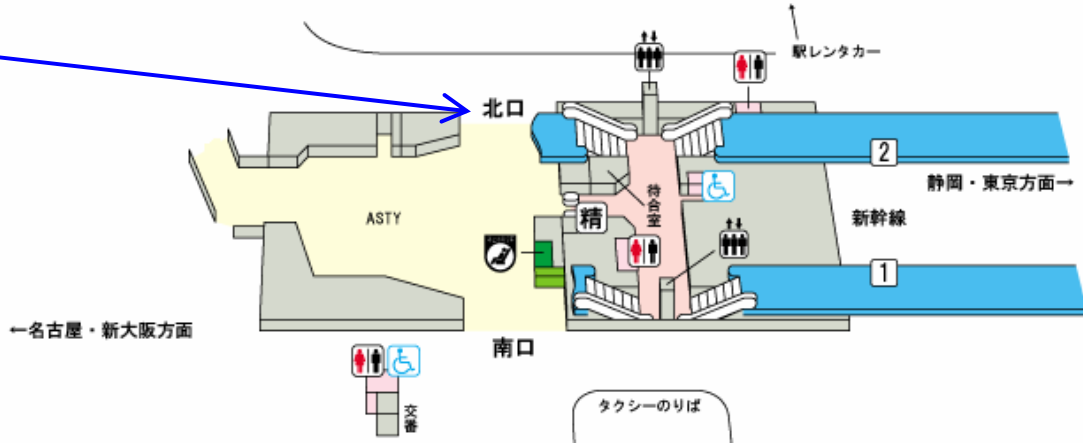 駅レンタカー
北口
2
静岡・東京方面→
待合室
新幹線
ASTY
精
1
←名古屋・新大阪方面
南口
交番
タクシーのりば